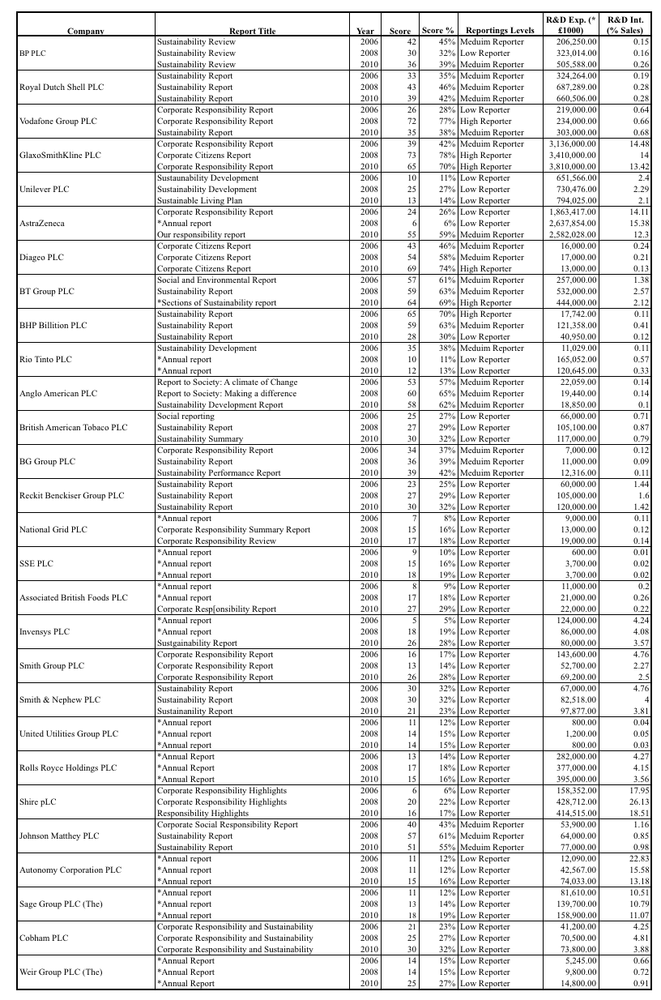 Company Report Title Year Score Score % Reportings Levels R&D Exp. (* £1000) R&D Int. (% Sales)
Sustainability Review 2006 42 45% Meduim Reporter 206,250.00 0.15
BP PLC Sustainability Review 2008 30 32% Low Reporter 323,014.00 0.16
Sustainability Review 2010 36 39% Meduim Reporter 505,588.00 0.26
Sustainability Report 2006 33 35% Meduim Reporter 324,264.00 0.19
Royal Dutch Shell PLC Sustainability Report 2008 43 46% Meduim Reporter 687,289.00 0.28
Sustainability Report 2010 39 42% Meduim Reporter 660,506.00 0.28
Corporate Responsibility Report 2006 26 28% Low Reporter 219,000.00 0.64
Vodafone Group PLC Corporate Responsibility Report 2008 72 77% High Reporter 234,000.00 0.66
Sustainability Report 2010 35 38% Meduim Reporter 303,000.00 0.68
Corporate Responsibility Report 2006 39 42% Meduim Reporter 3,136,000.00 14.48
GlaxoSmithKline PLC Corporate Citizens Report 2008 73 78% High Reporter 3,410,000.00 14
Corporate Responsibility Report 2010 65 70% High Reporter 3,810,000.00 13.42
Sustaunability Development 2006 10 11% Low Reporter 651,566.00 2.4
Unilever PLC Sustainability Development 2008 25 27% Low Reporter 730,476.00 2.29
Sustainable Living Plan 2010 13 14% Low Reporter 794,025.00 2.1
Corporate Responsibility Report 2006 24 26% Low Reporter 1,863,417.00 14.11
AstraZeneca *Annual report 2008 6 6% Low Reporter 2,637,854.00 15.38
Our responsibility report 2010 55 59% Meduim Reporter 2,582,028.00 12.3
Corporate Citizens Report 2006 43 46% Meduim Reporter 16,000.00 0.24
Diageo PLC Corporate Citizens Report 2008 54 58% Meduim Reporter 17,000.00 0.21
Corporate Citizens Report 2010 69 74% High Reporter 13,000.00 0.13
Social and Environmental Report 2006 57 61% Meduim Reporter 257,000.00 1.38
BT Group PLC Sustainability Report 2008 59 63% Meduim Reporter 532,000.00 2.57
*Sections of Sustainability report 2010 64 69% High Reporter 444,000.00 2.12
Sustainability Report 2006 65 70% High Reporter 17,742.00 0.11
BHP Billition PLC Sustainability Report 2008 59 63% Meduim Reporter 121,358.00 0.41
Sustainability Report 2010 28 30% Low Reporter 40,950.00 0.12
Sustainability Development 2006 35 38% Meduim Reporter 11,029.00 0.11
Rio Tinto PLC *Annual report 2008 10 11% Low Reporter 165,052.00 0.57
*Annual report 2010 12 13% Low Reporter 120,645.00 0.33
Report to Society: A climate of Change 2006 53 57% Meduim Reporter 22,059.00 0.14
Anglo American PLC Report to Society: Making a difference 2008 60 65% Meduim Reporter 19,440.00 0.14
Sustainability Development Report 2010 58 62% Meduim Reporter 18,850.00 0.1
Social reporting 2006 25 27% Low Reporter 66,000.00 0.71
British American Tobaco PLC Sustainability Report 2008 27 29% Low Reporter 105,100.00 0.87
Sustainability Summary 2010 30 32% Low Reporter 117,000.00 0.79
Corporate Responsibility Report 2006 34 37% Meduim Reporter 7,000.00 0.12
BG Group PLC Sustainability Report 2008 36 39% Meduim Reporter 11,000.00 0.09
Sustainability Performance Report 2010 39 42% Meduim Reporter 12,316.00 0.11
Sustainability Report 2006 23 25% Low Reporter 60,000.00 1.44
Reckit Benckiser Group PLC Sustainability Report 2008 27 29% Low Reporter 105,000.00 1.6
Sustainability Report 2010 30 32% Low Reporter 120,000.00 1.42
*Annual report 2006 7 8% Low Reporter 9,000.00 0.11
National Grid PLC Corporate Responsibility Summary Report 2008 15 16% Low Reporter 13,000.00 0.12
Corporate Responsibility Review 2010 17 18% Low Reporter 19,000.00 0.14
*Annual report 2006 9 10% Low Reporter 600.00 0.01
SSE PLC *Annual report 2008 15 16% Low Reporter 3,700.00 0.02
*Annual report 2010 18 19% Low Reporter 3,700.00 0.02
*Annual report 2006 8 9% Low Reporter 11,000.00 0.2
Associated British Foods PLC *Annual report 2008 17 18% Low Reporter 21,000.00 0.26
Corporate Resp[onsibility Report 2010 27 29% Low Reporter 22,000.00 0.22
*Annual report 2006 5 5% Low Reporter 124,000.00 4.24
Invensys PLC *Annual report 2008 18 19% Low Reporter 86,000.00 4.08
Sustgainability Report 2010 26 28% Low Reporter 80,000.00 3.57
Corporate Responsibility Report 2006 16 17% Low Reporter 143,600.00 4.76
Smith Group PLC Corporate Responsibility Report 2008 13 14% Low Reporter 52,700.00 2.27
Corporate Responsibility Report 2010 26 28% Low Reporter 69,200.00 2.5
Sustainability Report 2006 30 32% Low Reporter 67,000.00 4.76
Smith & Nephew PLC Sustainability Report 2008 30 32% Low Reporter 82,518.00 4
Sustainanility Report 2010 21 23% Low Reporter 97,877.00 3.81
*Annual report 2006 11 12% Low Reporter 800.00 0.04
United Utilities Group PLC *Annual report 2008 14 15% Low Reporter 1,200.00 0.05
*Annual report 2010 14 15% Low Reporter 800.00 0.03
*Annual Report 2006 13 14% Low Reporter 282,000.00 4.27
Rolls Royce Holdings PLC *Annual Report 2008 17 18% Low Reporter 377,000.00 4.15
*Annual Report 2010 15 16% Low Reporter 395,000.00 3.56
Corporate Responsibility Highlights 2006 6 6% Low Reporter 158,352.00 17.95
Shire pLC Corporate Responsibility Highlights 2008 20 22% Low Reporter 428,712.00 26.13
Responsibility Highlights 2010 16 17% Low Reporter 414,515.00 18.51
Corporate Social Responsibility Report 2006 40 43% Meduim Reporter 53,900.00 1.16
Johnson Matthey PLC Sustainability Report 2008 57 61% Meduim Reporter 64,000.00 0.85
Sustainability Report 2010 51 55% Meduim Reporter 77,000.00 0.98
*Annual report 2006 11 12% Low Reporter 12,090.00 22.83
Autonomy Corporation PLC *Annual report 2008 11 12% Low Reporter 42,567.00 15.58
*Annual report 2010 15 16% Low Reporter 74,033.00 13.18
*Annual report 2006 11 12% Low Reporter 81,610.00 10.51
Sage Group PLC (The) *Annual report 2008 13 14% Low Reporter 139,700.00 10.79
*Annual report 2010 18 19% Low Reporter 158,900.00 11.07
Corporate Responsibility and Sustainability 2006 21 23% Low Reporter 41,200.00 4.25
Cobham PLC Corporate Responsibility and Sustainability 2008 25 27% Low Reporter 70,500.00 4.81
Corporate Responsibility and Sustainability 2010 30 32% Low Reporter 73,800.00 3.88
*Annual Report 2006 14 15% Low Reporter 5,245.00 0.66
Weir Group PLC (The) *Annual Report 2008 14 15% Low Reporter 9,800.00 0.72
*Annual Report 2010 25 27% Low Reporter 14,800.00 0.91